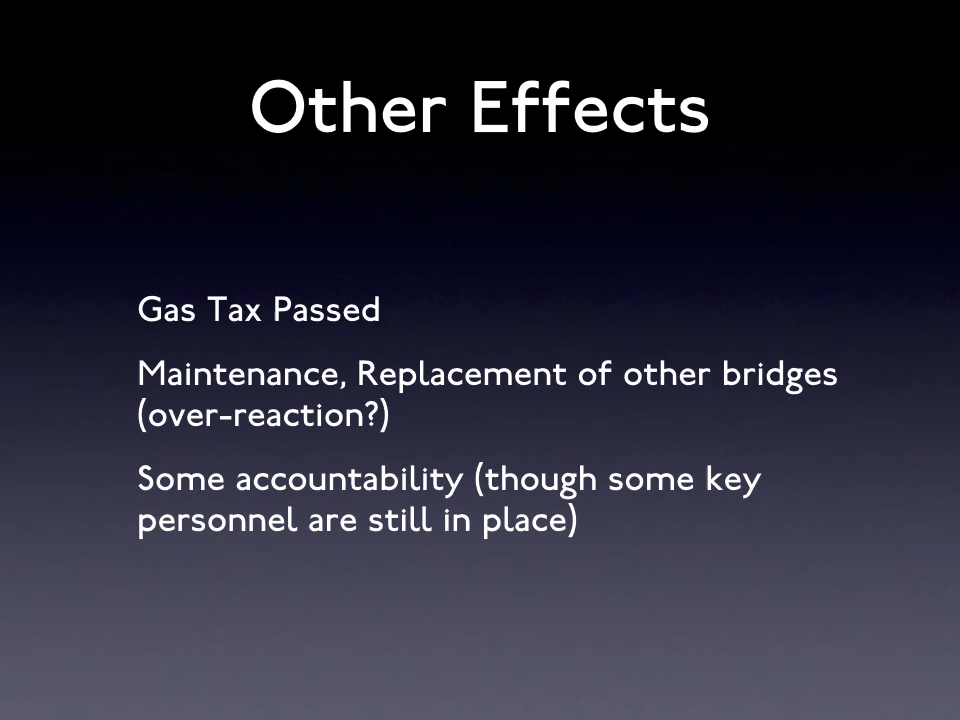 Other Effects
Gas Tax Passed
Maintenance, Replacement of other bridges
(over-reaction?)
Some accountability (though some key
personnel are still in place)